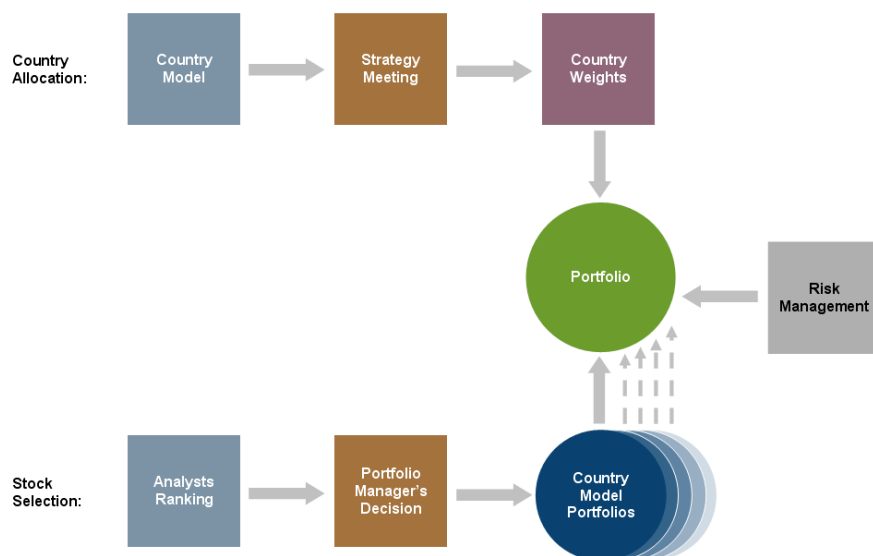 Country
Allocation:
Country
Model
Strategy
Meeting
Country
Weights
Portfolio
Risk
Management
Stock
Selection:
Analysts
Ranking
Portfolio
Manager's
Decision
Country
Model
Portfolios